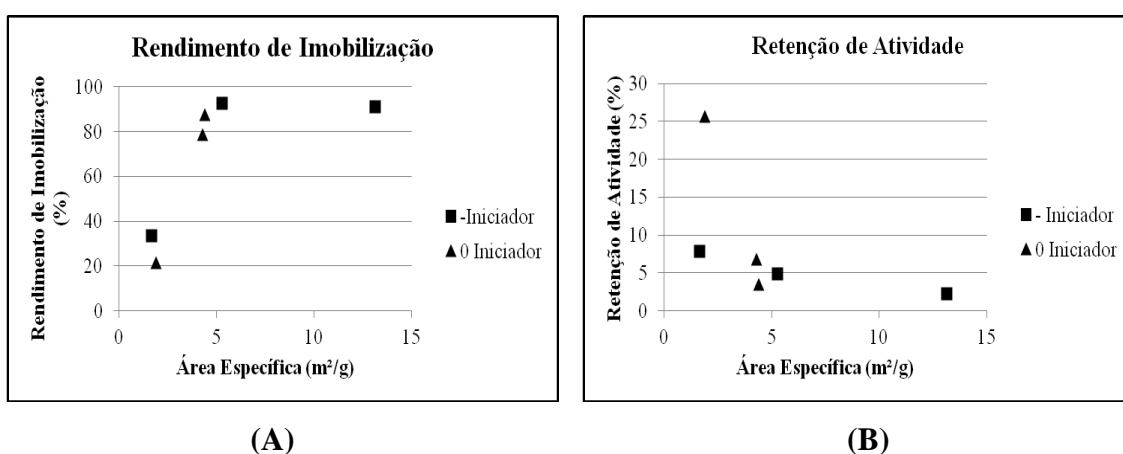 Rendimento de Imobilização
Rendimento de Imobilização
(%)
100
80
60
40
20
0
0 5 10 15
Área Específica (m²/g)
-Iniciador
0 Iniciador
(A)
Retenção de Atividade
Retenção de Atividade (%)
30
25
20
15
10
5
0
0 5 10 15
Área Específica (m²/g)
- Iniciador
0 Iniciador
(B)